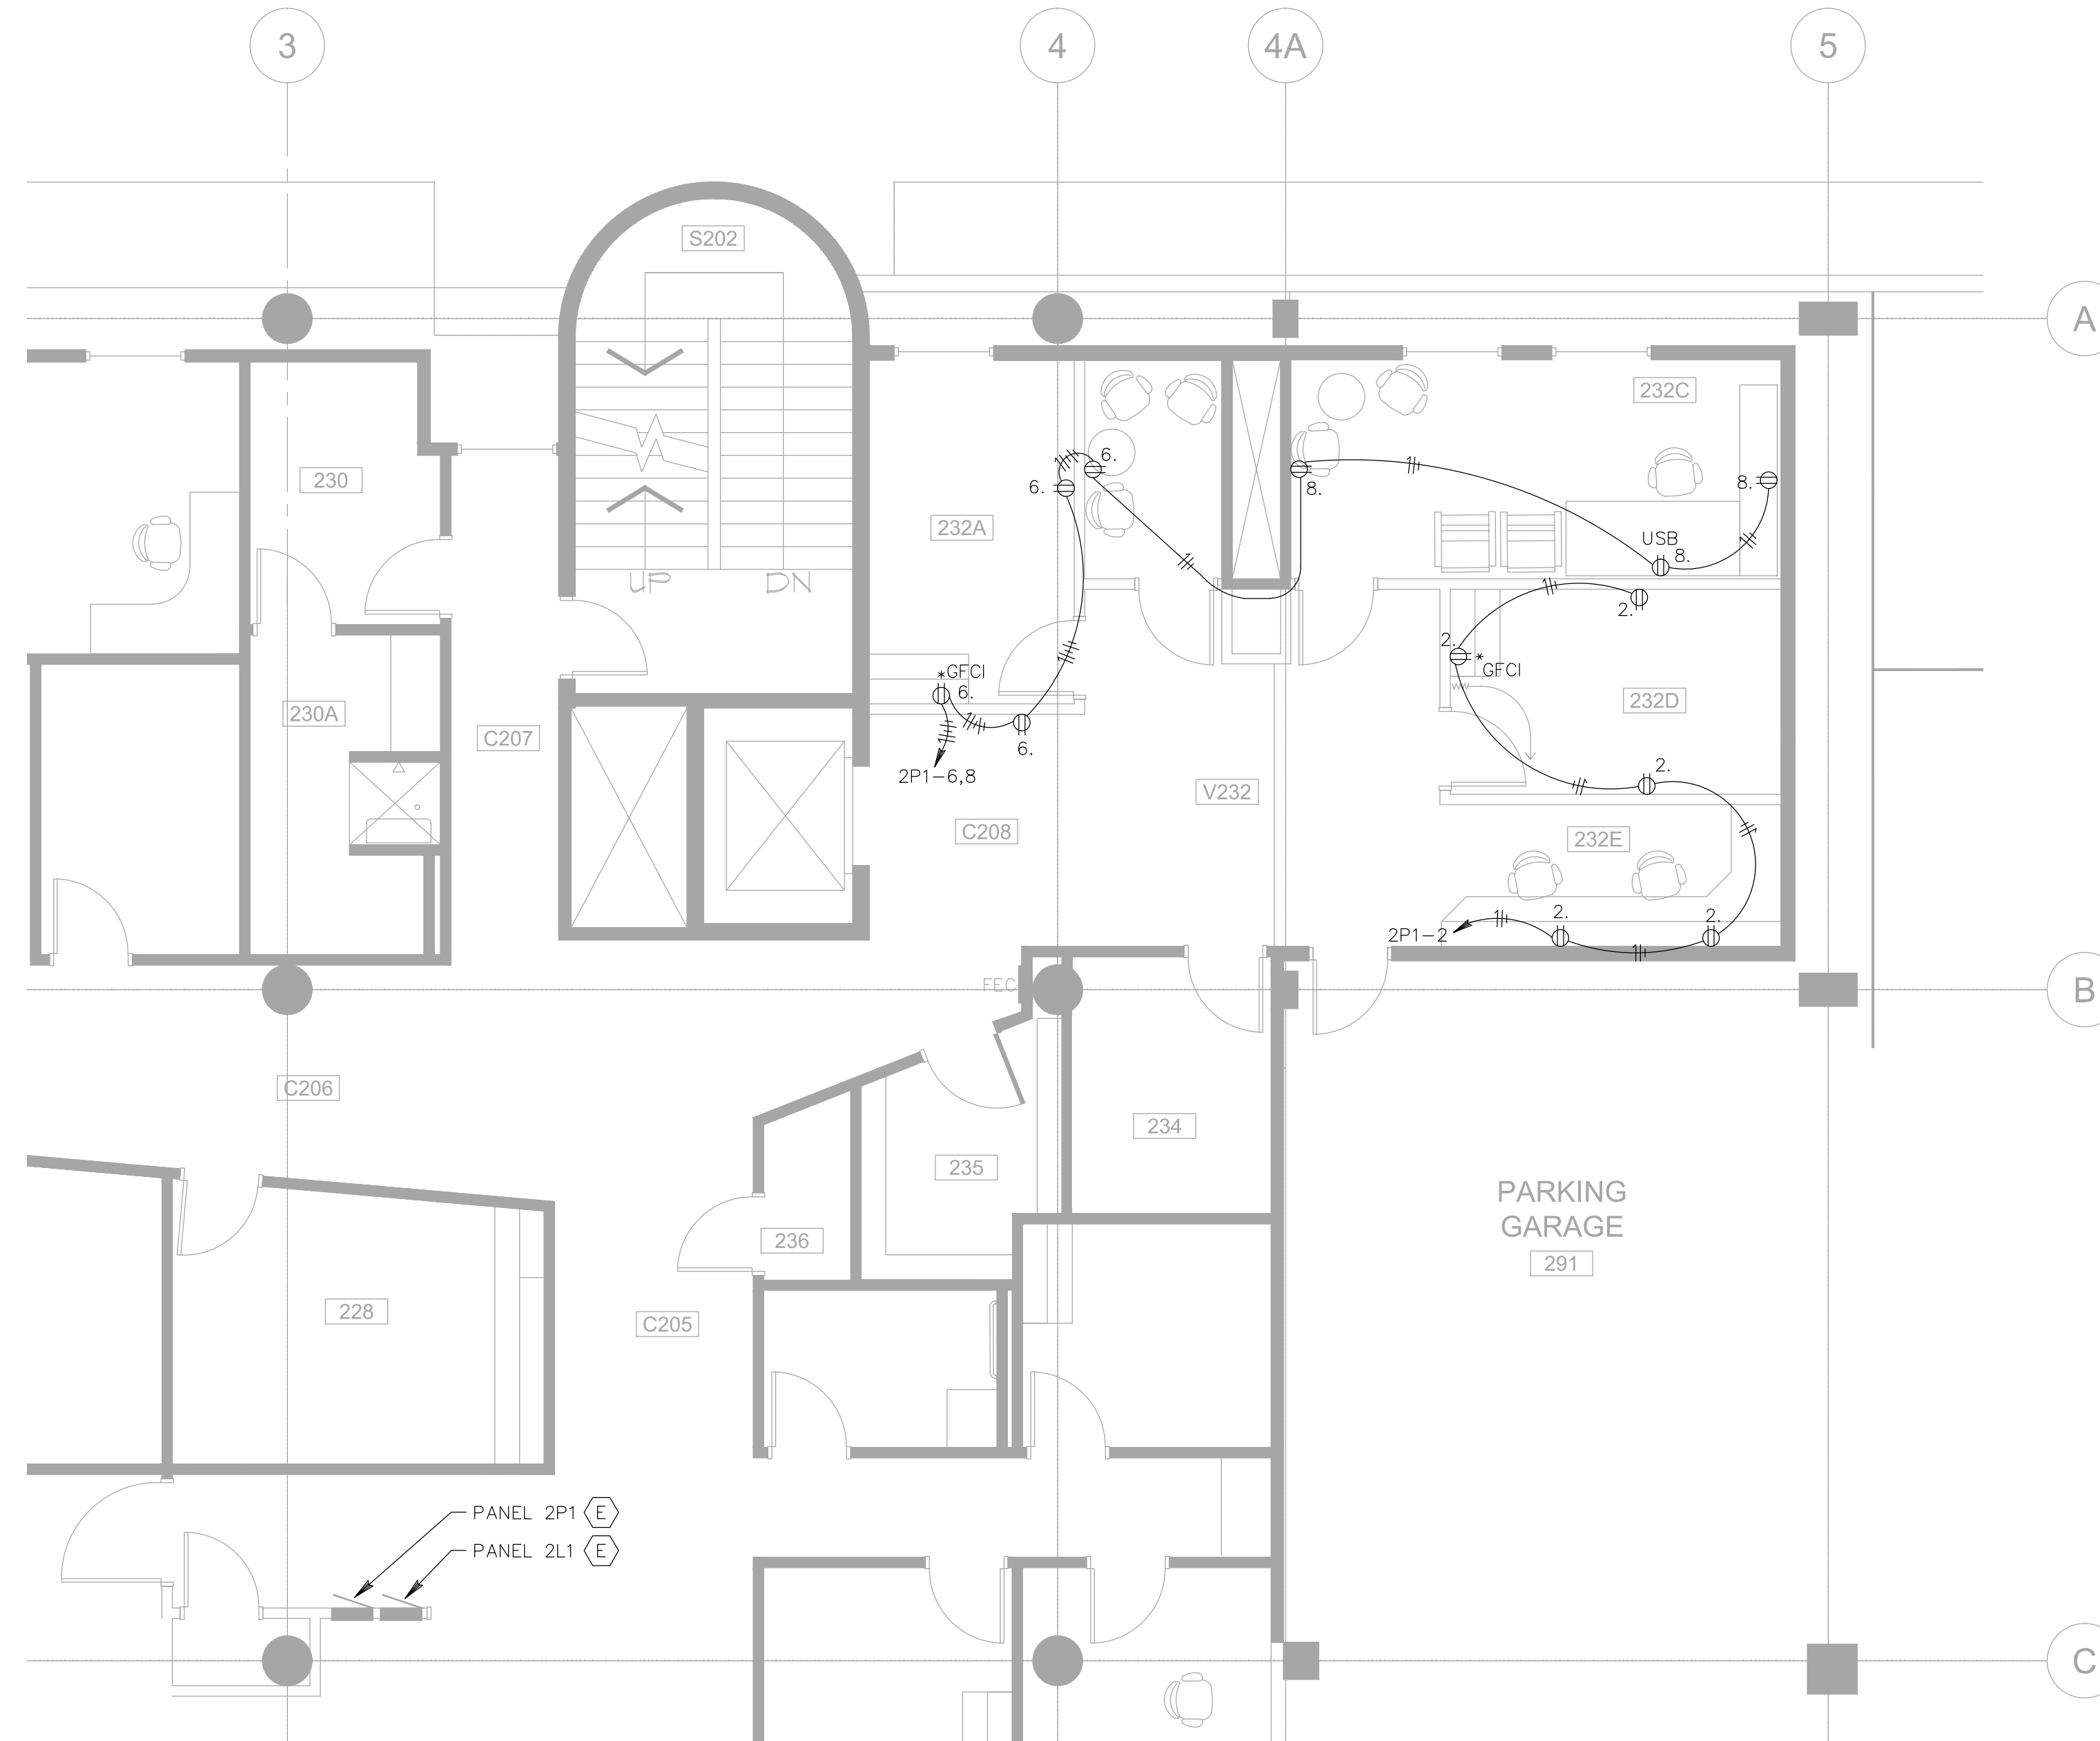 3
4
4A
5
S202
A
232C
230
6.
6.
8.
8.
232A
USB
8.
UP
DN
2.
2.
*
GFCI
*GFCI
6.
230A
232D
C207
6.
2P1-6,8
2.
V232
C208
232E
2.
2.
2P1-2
FEC
B
C206
234
235
PARKING
GARAGE
291
236
228
C205
PANEL 2P1 E
PANEL 2L1 E
C